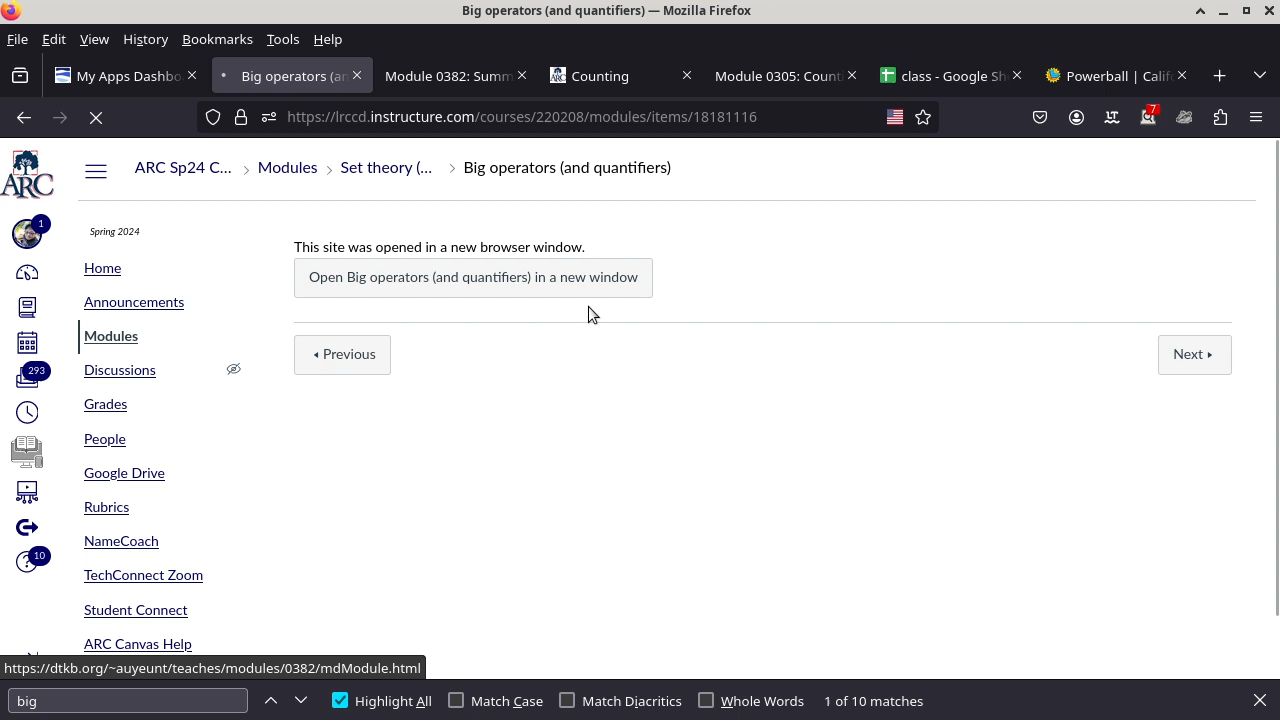 Big operators (and quantifiers) — Mozilla Firefox
File Edit View History Bookmarks Tools Help
My Apps Dashbo
Big operators (an
Module 0382: Summ
Counting
Module 0305: Count
class - Google Sh
Powerball | Calif
https://lrccd.instructure.com/courses/220208/modules/items/18181116
7
ARC
ARC Sp24 C...
Modules
Set theory (...
Big operators (and quantifiers)
1
Spring 2024
This site was opened in a new browser window.
Home
Open Big operators (and quantifiers) in a new window
Announcements
Modules
Previous
Next
Discussions
293
Grades
People
Google Drive
Rubrics
NameCoach
10
TechConnect Zoom
Student Connect
ARC Canvas Help
https://dtkb.org/~auyeunt/teaches/modules/0382/mdModule.html
big
Highlight All
Match Case
Match Diacritics
Whole Words
1 of 10 matches